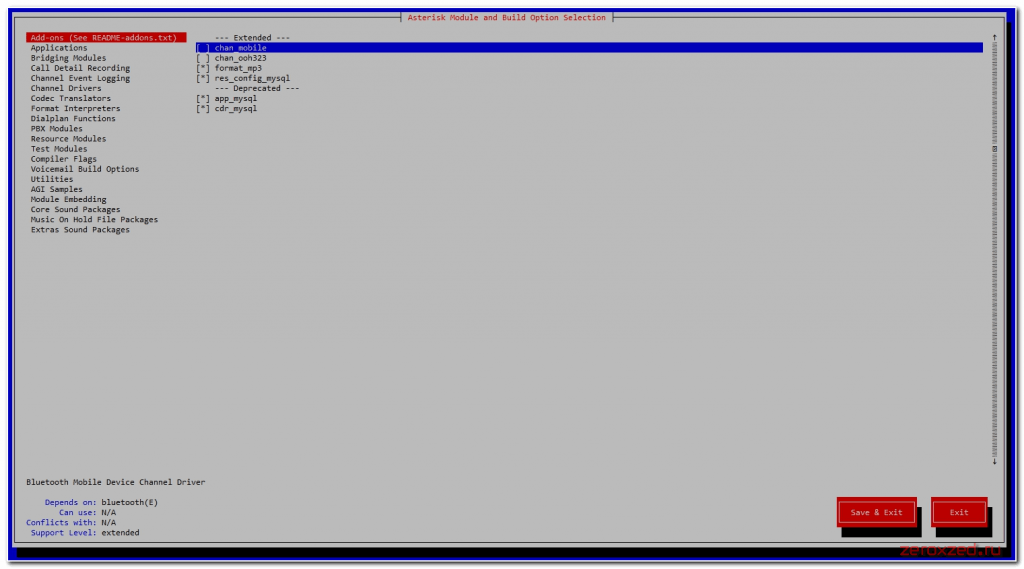 Asterisk Module and Build Option Selection
Add-ons (See README-addons.txt)
Applications
Bridging Modules
Call Detail Recording
Channel Event Logging
Channel Drivers
Codec Translators
Format Interpreters
Dialplan Functions
PBX Modules
Resource Modules
Test Modules
Compiler Flags
Voicemail Build Options
Utilities
AGI Samples
Module Embedding
Core Sound Packages
Music On Hold File Packages
Extras Sound Packages
--- Extended ---
[ ] chan_mobile
[ ] chan_ooh323
[*] format_mp3
[*] res_config_mysql
--- Deprecated ---
[*] app_mysql
[*] cdr_mysql
Bluetooth Mobile Device Channel Driver
Depends on: bluetooth(E)
Can use: N/A
Conflicts with: N/A
Support Level: extended
Save & Exit
Exit
zeroxzed.ru